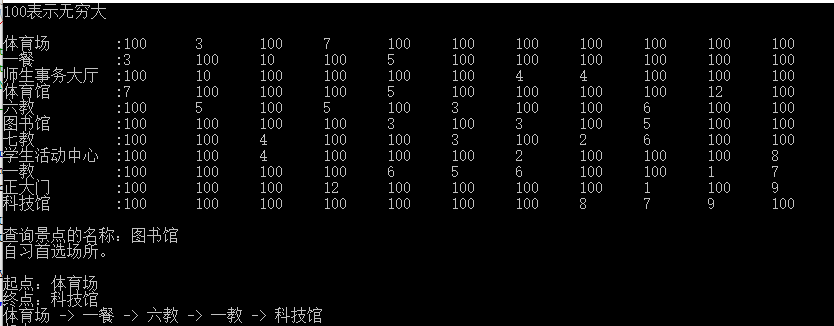 100表示无穷大
体育场 :100 3 100 7 100 100 100 100 100 100 100
一餐 :3 100 10 100 5 100 100 100 100 100 100
师生事务大厅 :100 10 100 100 100 100 4 4 100 100 100
体育馆 :7 100 100 100 5 100 100 100 100 12 100
六教 :100 5 100 5 100 3 100 100 6 100 100
图书馆 :100 100 100 100 3 100 3 100 5 100 100
七教 :100 100 4 100 100 3 100 2 6 100 100
学生活动中心 :100 100 4 100 100 100 2 100 100 100 8
一教 :100 100 100 100 6 5 6 100 100 1 7
正大门 :100 100 100 12 100 100 100 100 1 100 9
科技馆 :100 100 100 100 100 100 100 8 7 9 100
查询景点的名称：图书馆
自习首选场所。
起点：体育场
终点：科技馆
体育场 -> 一餐 -> 六教 -> 一教 -> 科技馆